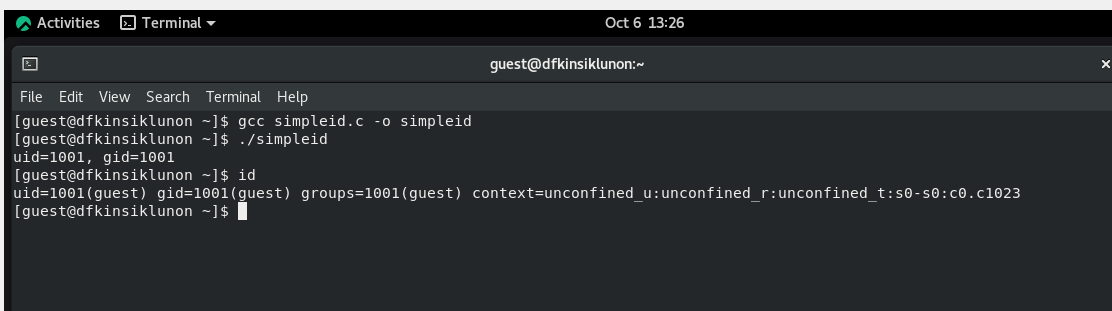 Activities Terminal Oct 6 13:26
guest@dfkinsiklunon:~ ×
File Edit View Search Terminal Help
[guest@dfkinsiklunon ~]$ gcc simpleid.c -o simpleid
[guest@dfkinsiklunon ~]$ ./simpleid
uid=1001, gid=1001
[guest@dfkinsiklunon ~]$ id
uid=1001(guest) gid=1001(guest) groups=1001(guest) context=unconfined_u:unconfined_r:unconfined_t:s0-s0:c0.c1023
[guest@dfkinsiklunon ~]$